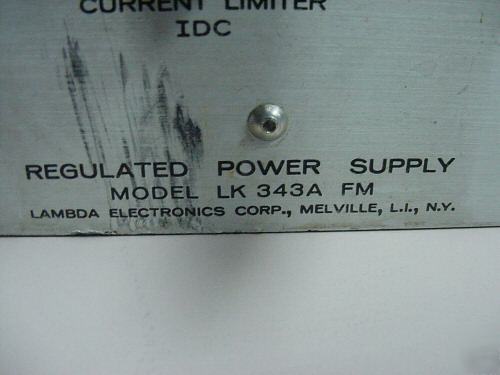 CURRENT LIMITER
IDC
REGULATED POWER SUPPLY
MODEL LK 343A FM
LAMBDA ELECTRONICS CORP., MELVILLE, L.I., N.Y.